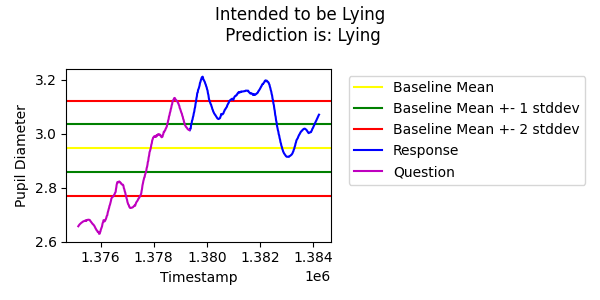 Intended to be Lying
Prediction is: Lying
3.2
3.0
2.8
2.6
Pupil Diameter
1.376 1.378 1.380 1.382 1.384
1e6
Timestamp
Baseline Mean
Baseline Mean +- 1 stddev
Baseline Mean +- 2 stddev
Response
Question